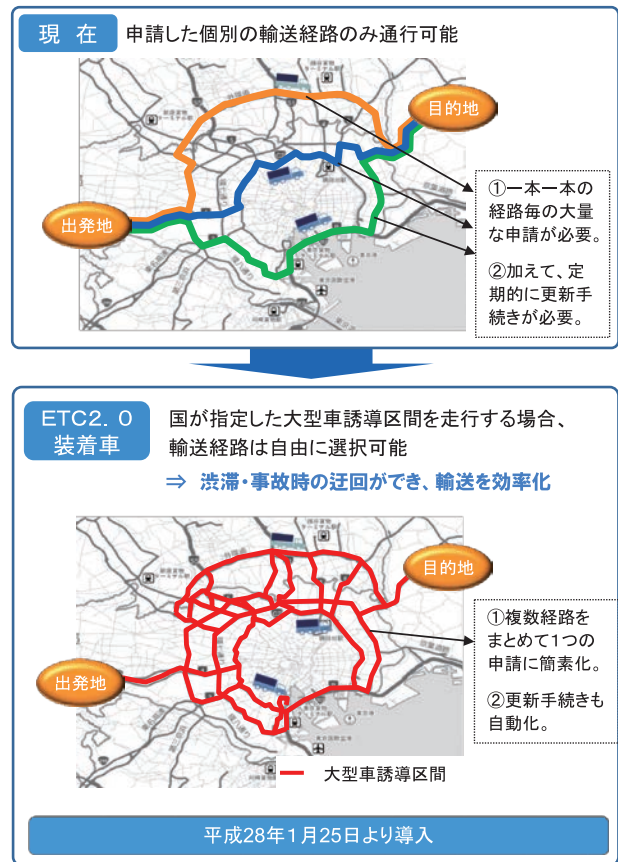 現 在
申請した個別の輸送経路のみ通行可能
目的地
出発地
①一本一本の
経路毎の大量
な申請が必要。
②加えて、定
期的に更新手
続きが必要。
ETC2.0
装着車
国が指定した大型車誘導区間を走行する場合、
輸送経路は自由に選択可能
⇒ 渋滞・事故時の迂回ができ、輸送を効率化
目的地
出発地
①複数経路を
まとめて1つの
申請に簡素化。
②更新手続きも
自動化。
大型車誘導区間
平成28年1月25日より導入